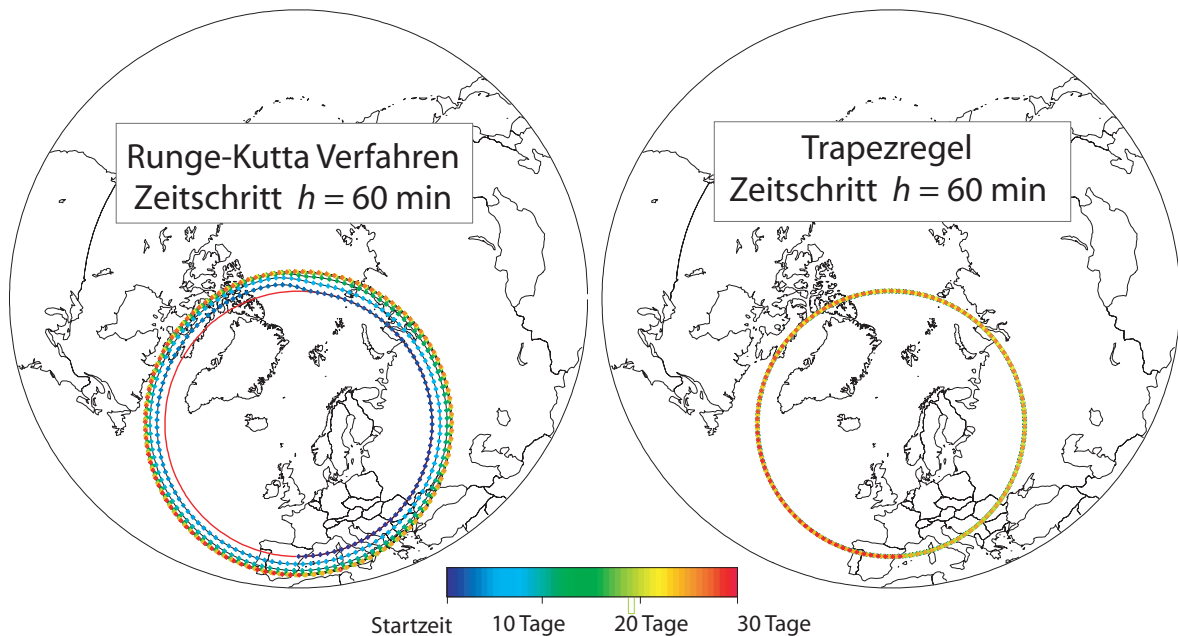 Runge-Kutta Verfahren
Zeitschritt h = 60 min
Trapezregel
Zeitschritt h = 60 min
Startzeit 10 Tage 20 Tage 30 Tage